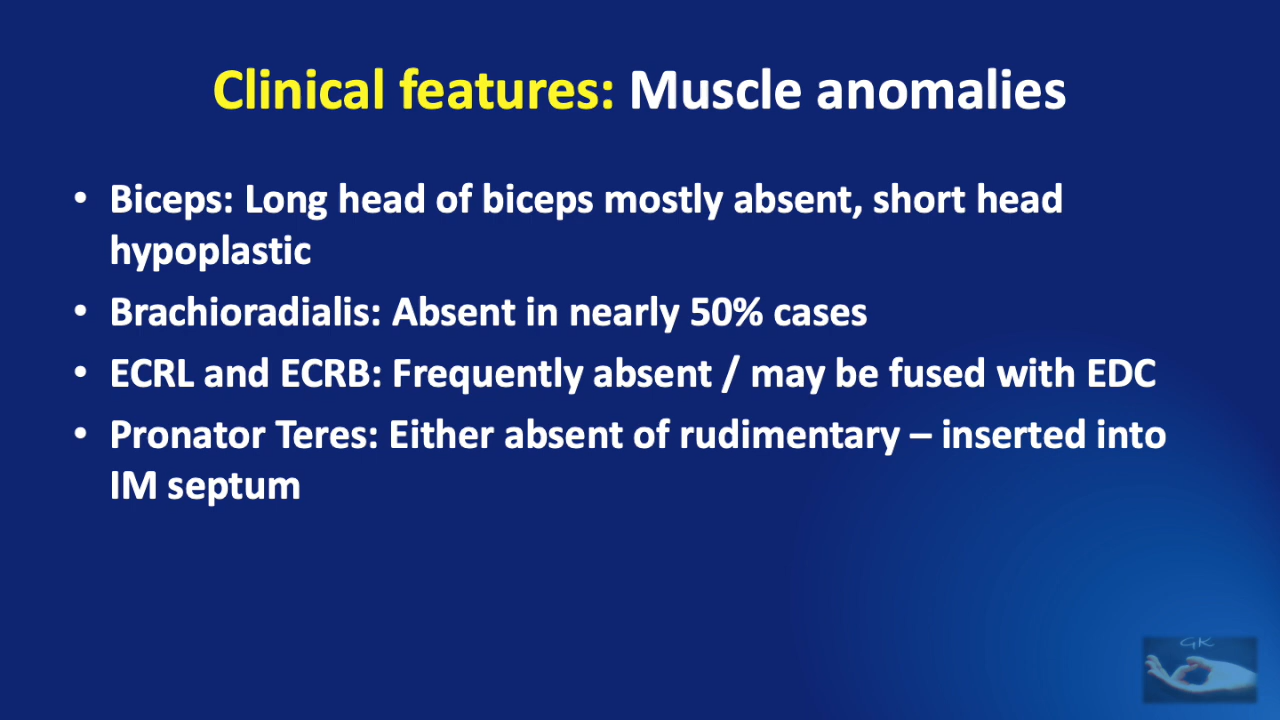 Clinical features: Muscle anomalies
• Biceps: Long head of biceps mostly absent, short head
hypoplastic
• Brachioradialis: Absent in nearly 50% cases
• ECRL and ECRB: Frequently absent / may be fused with EDC
• Pronator Teres: Either absent of rudimentary – inserted into
IM septum
GK